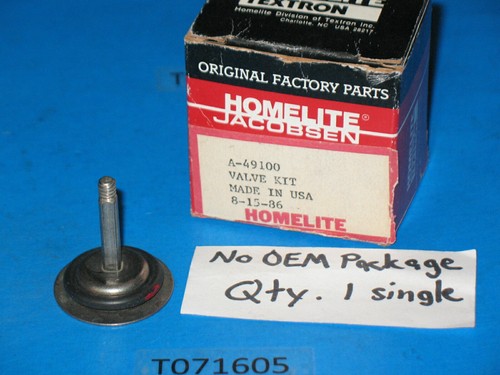 TEXTRON
Homelite Division of Textron Inc.
Charlotte, NC USA 28217
ORIGINAL FACTORY PARTS
HOMELITE®
JACOBSEN
A-49100
VALVE KIT
MADE IN USA
8-15-86
HOMELITE
No OEM Package
Qty. 1 single
T071605